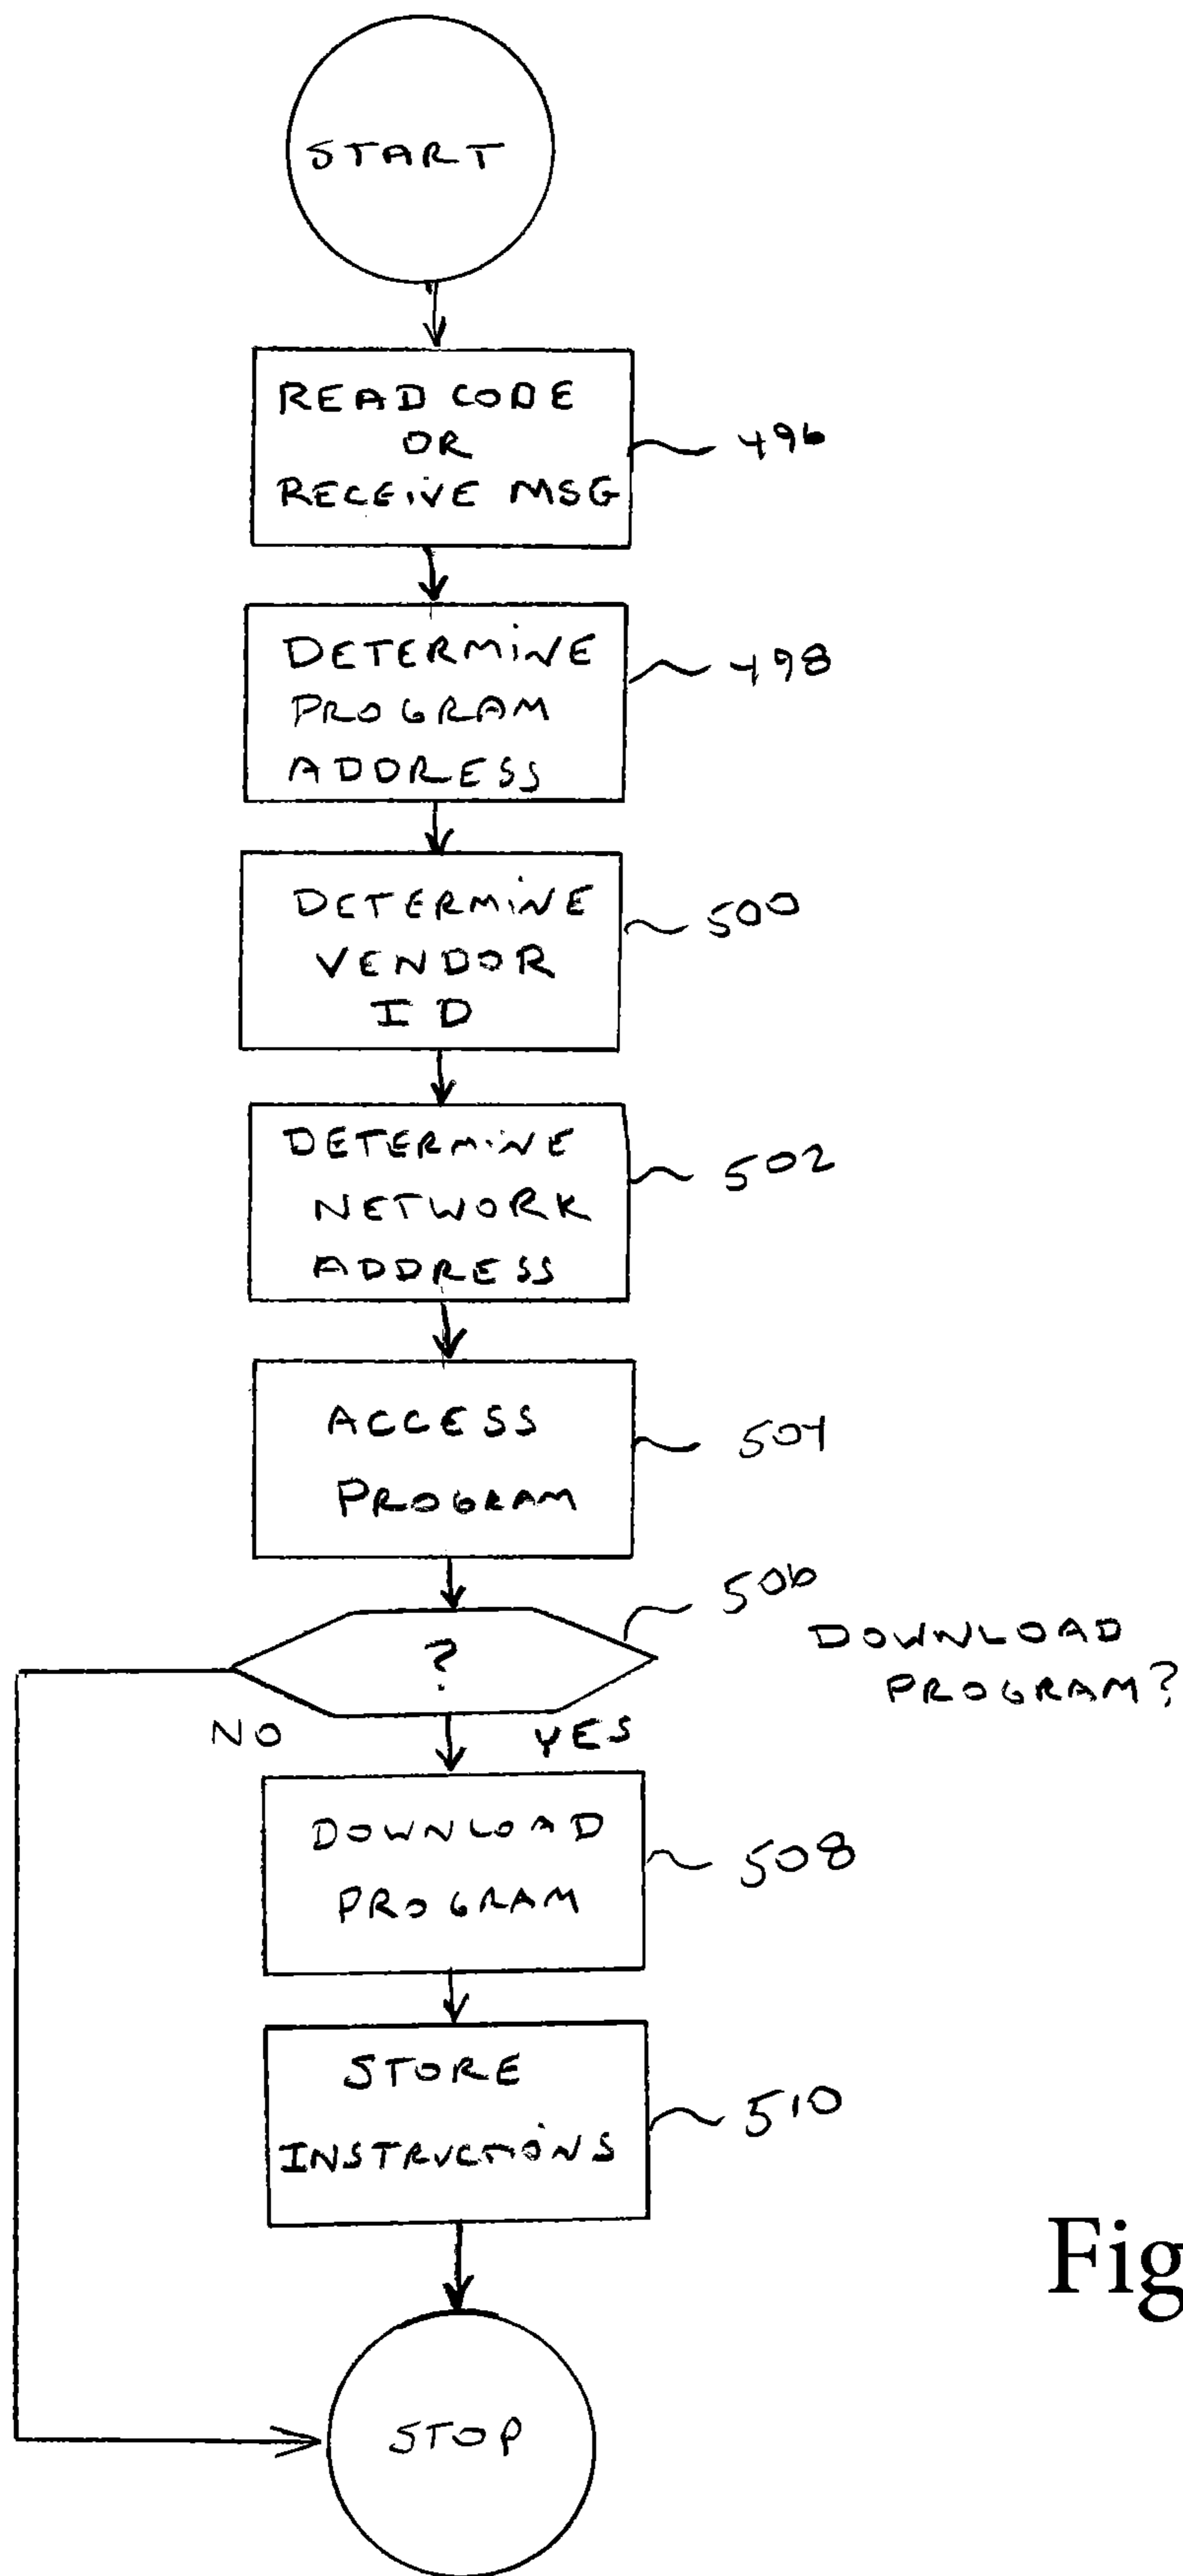 START
READ CODE
OR
RECEIVE MSG
496
DETERMINE
PROGRAM
ADDRESS
498
DETERMINE
VENDOR
ID
500
DETERMINE
NETWORK
ADDRESS
502
ACCESS
PROGRAM
504
506
?
DOWNLOAD
PROGRAM?
NO
YES
DOWNLOAD
PROGRAM
508
STORE
INSTRUCTIONS
510
Fig
STOP